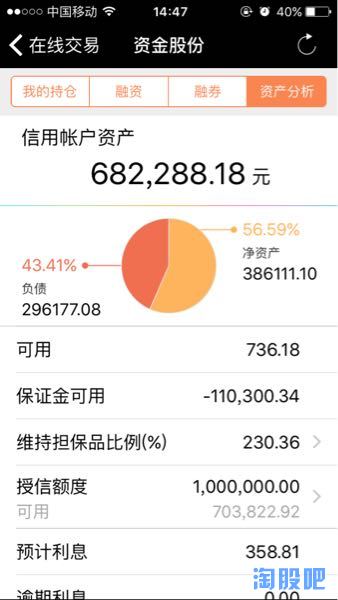 中国移动 14:47 40%
在线交易 资金股份
我的持仓 融资 融券 资产分析
信用帐户资产
682,288.18 元
56.59%
净资产
386111.10
43.41%
负债
296177.08
可用 736.18
保证金可用 -110,300.34
维持担保品比例(%) 230.36
授信额度 1,000,000.00
可用 703,822.92
预计利息 358.81
逾期利息 0.00
淘股吧